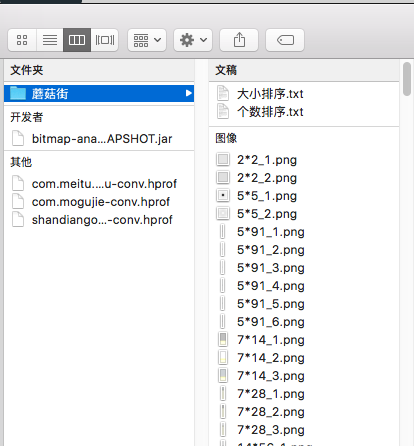 文件夹
蘑菇街
开发者
bitmap-ana...APSHOT.jar
其他
com.meitu....u-conv.hprof
com.mogujie-conv.hprof
shandiango...-conv.hprof
文稿
大小排序.txt
个数排序.txt
图像
2*2_1.png
2*2_2.png
5*5_1.png
5*5_2.png
5*91_1.png
5*91_2.png
5*91_3.png
5*91_4.png
5*91_5.png
5*91_6.png
7*14_1.png
7*14_2.png
7*14_3.png
7*28_1.png
7*28_2.png
7*28_3.png